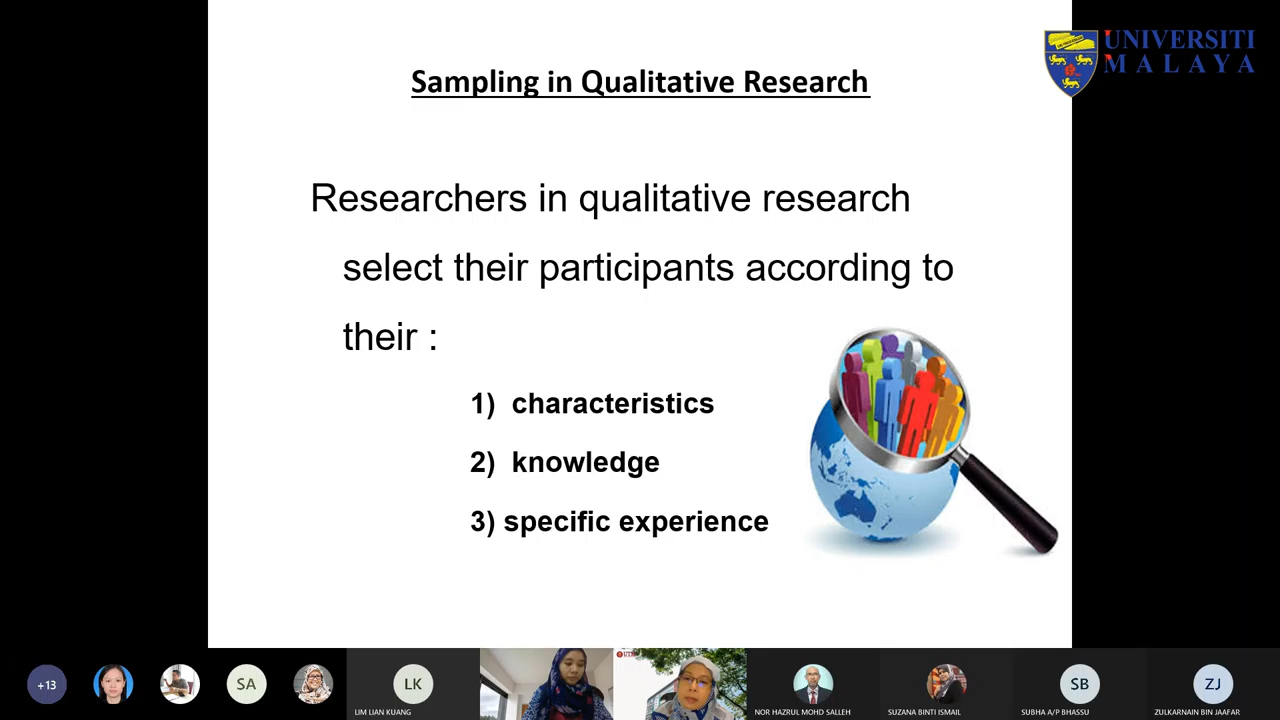 Sampling in Qualitative Research
UNIVERSITI
MALAYA
Researchers in qualitative research
select their participants according to
their :
1) characteristics
2) knowledge
3) specific experience
+13
SA
LK
SB
ZJ
LIM LIAN KUANG
NOR HAZRUL MOHD SALLEH
SUZANA BINTI ISMAIL
SUBHA A/P BHASSU
ZULKARNAIN BIN JAAFAR